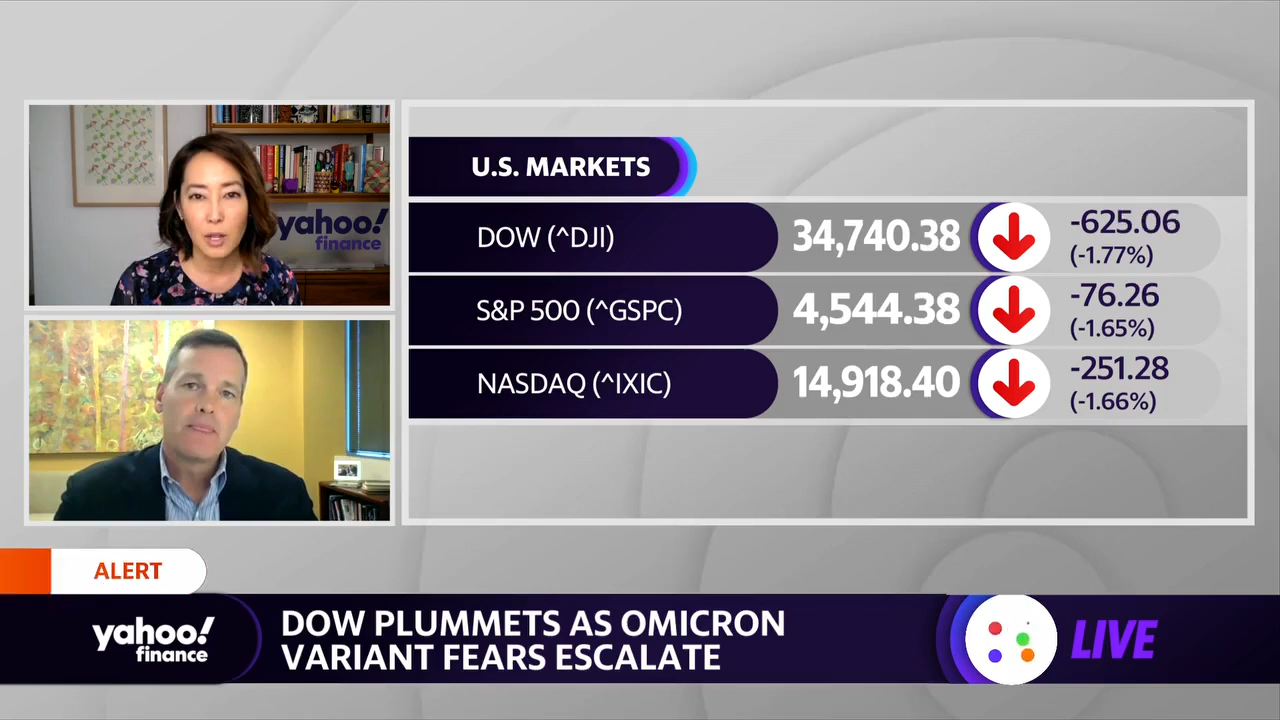 yahoo!
finance
U.S. MARKETS
DOW (^DJI) 34,740.38 -625.06
(-1.77%)
S&P 500 (^GSPC) 4,544.38 -76.26
(-1.65%)
NASDAQ (^IXIC) 14,918.40 -251.28
(-1.66%)
ALERT
yahoo!
finance
DOW PLUMMETS AS OMICRON
VARIANT FEARS ESCALATE
LIVE